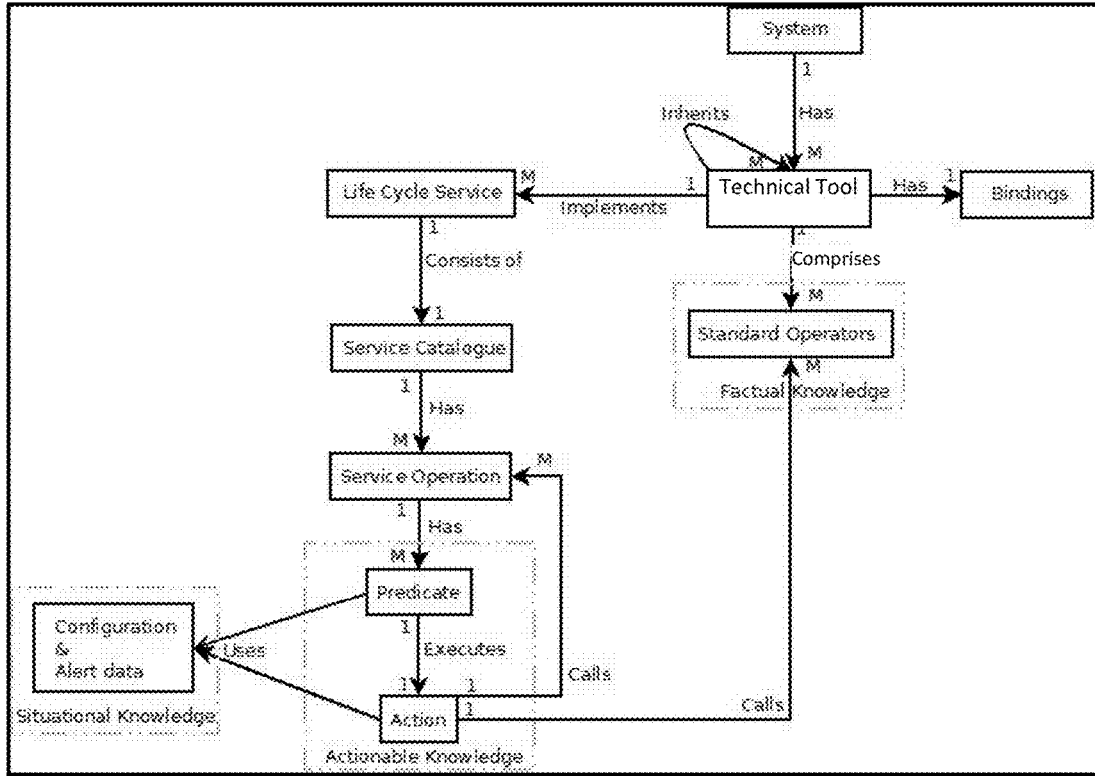 System
1
Has
M
Inherits
M
Technical Tool
1
Implements
M
Life Cycle Service
Has
1
Bindings
1
Consists of
1
Service Catalogue
1
Comprises
M
Standard Operators
M
Factual Knowledge
1
Has
M
Service Operation
M
1
Has
M
Predicate
1
Executes
1
Action
1
1
Calls
Calls
Uses
Configuration
&
Alert data
Situational Knowledge
Actionable Knowledge